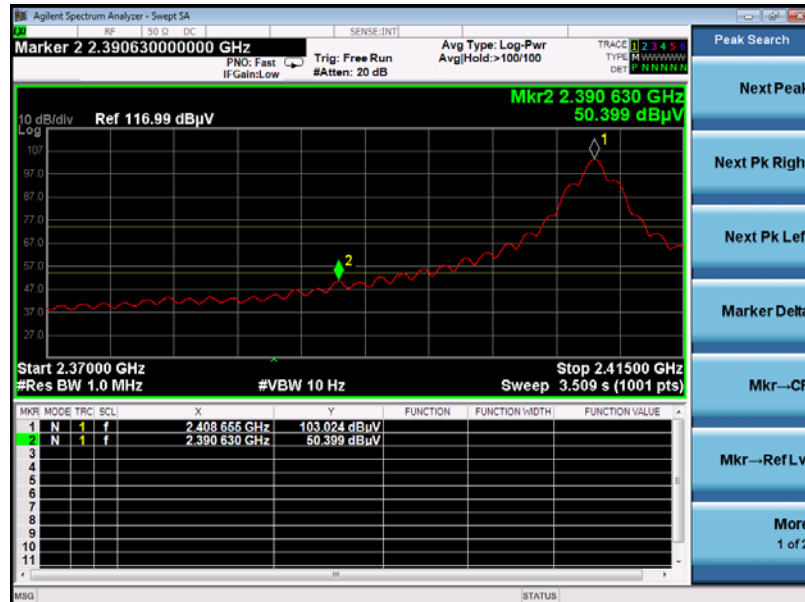 Agilent Spectrum Analyzer - Swept SA
LXI RF 50 Ω DC SENSE:INT
Marker 2 2.390630000000 GHz
PNO: Fast
IFGain:Low
Trig: Free Run
#Atten: 20 dB
Avg Type: Log-Pwr
Avg|Hold:>100/100
TRACE 1 2 3 4 5 6
TYPE MWWWWW
DET P N N N N N
Mkr2 2.390 630 GHz
50.399 dBµV
10 dB/div Ref 116.99 dBµV
Log
107
97.0
87.0
77.0
67.0
57.0
47.0
37.0
27.0
1
2
Start 2.37000 GHz
Stop 2.41500 GHz
#Res BW 1.0 MHz
#VBW 10 Hz
Sweep 3.509 s (1001 pts)
MKR MODE TRC SCL X Y FUNCTION FUNCTION WIDTH FUNCTION VALUE
1 N 1 f 2.408 655 GHz 103.024 dBµV
2 N 1 f 2.390 630 GHz 50.399 dBµV
3
4
5
6
7
8
9
10
11
MSG STATUS
Peak Search
Next Peak
Next Pk Righ
Next Pk Lef
Marker Delta
Mkr→CF
Mkr→Ref Lv
More
1 of 2